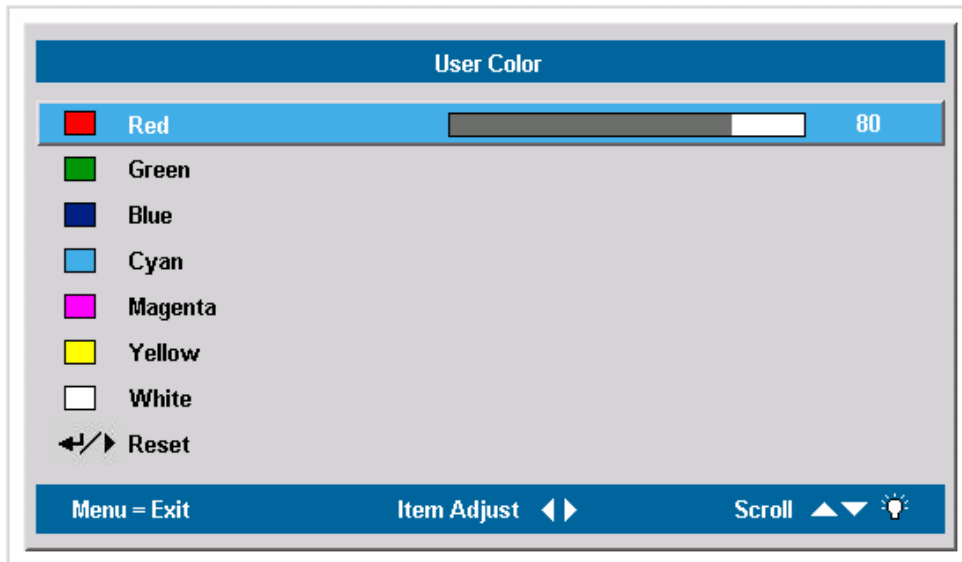 User Color
Red 80
Green
Blue
Cyan
Magenta
Yellow
White
Reset
Menu = Exit Item Adjust Scroll